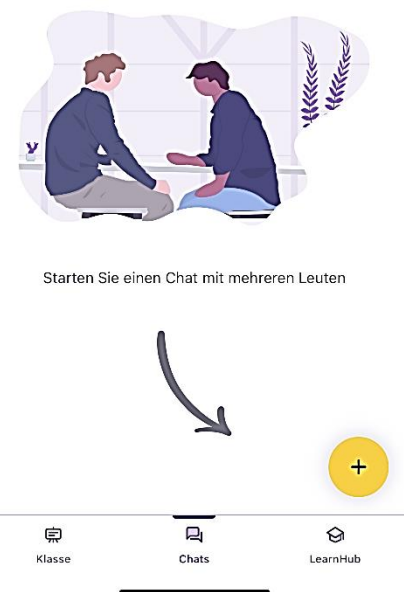 Starten Sie einen Chat mit mehreren Leuten
+
Klasse
Chats
LearnHub